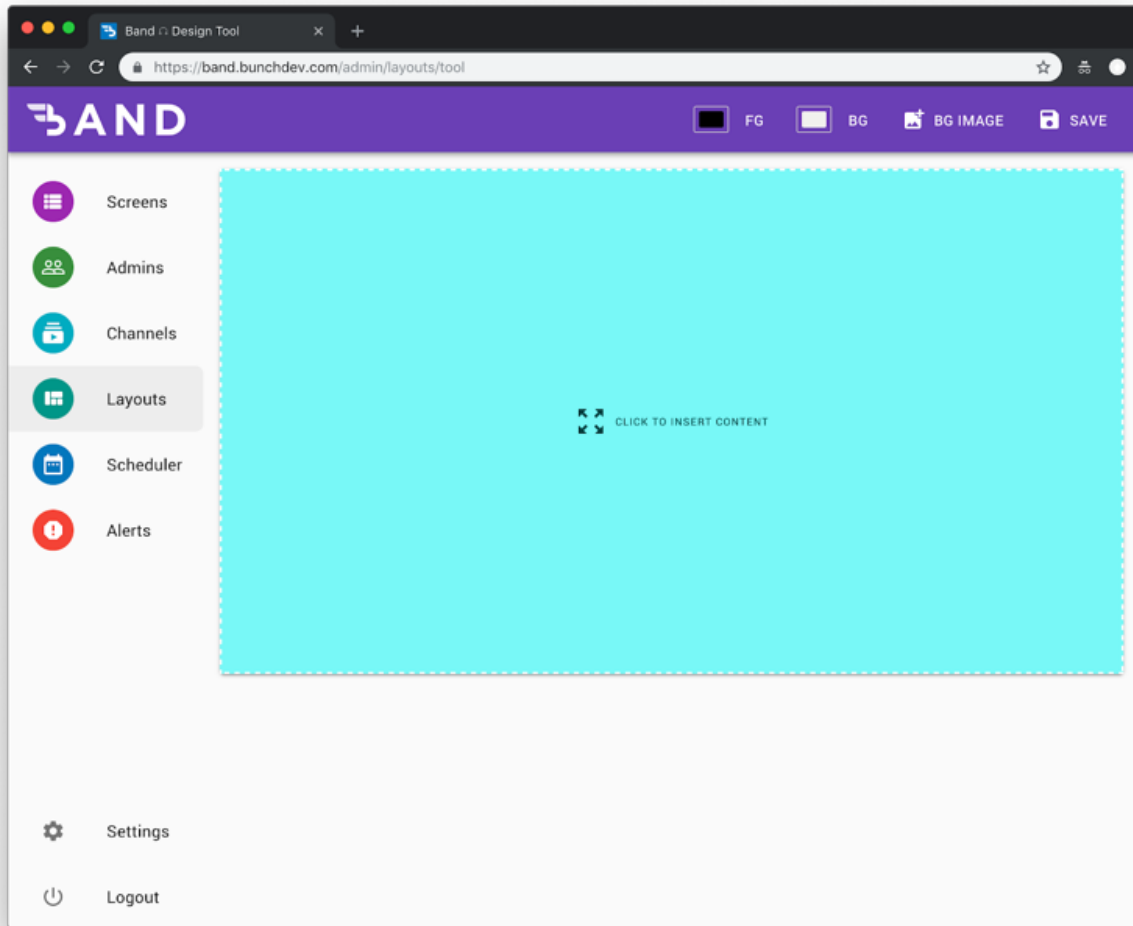 Band ∩ Design Tool
https://band.bunchdev.com/admin/layouts/tool
BAND
FG
BG
BG IMAGE
SAVE
Screens
Admins
Channels
Layouts
CLICK TO INSERT CONTENT
Scheduler
Alerts
Settings
Logout